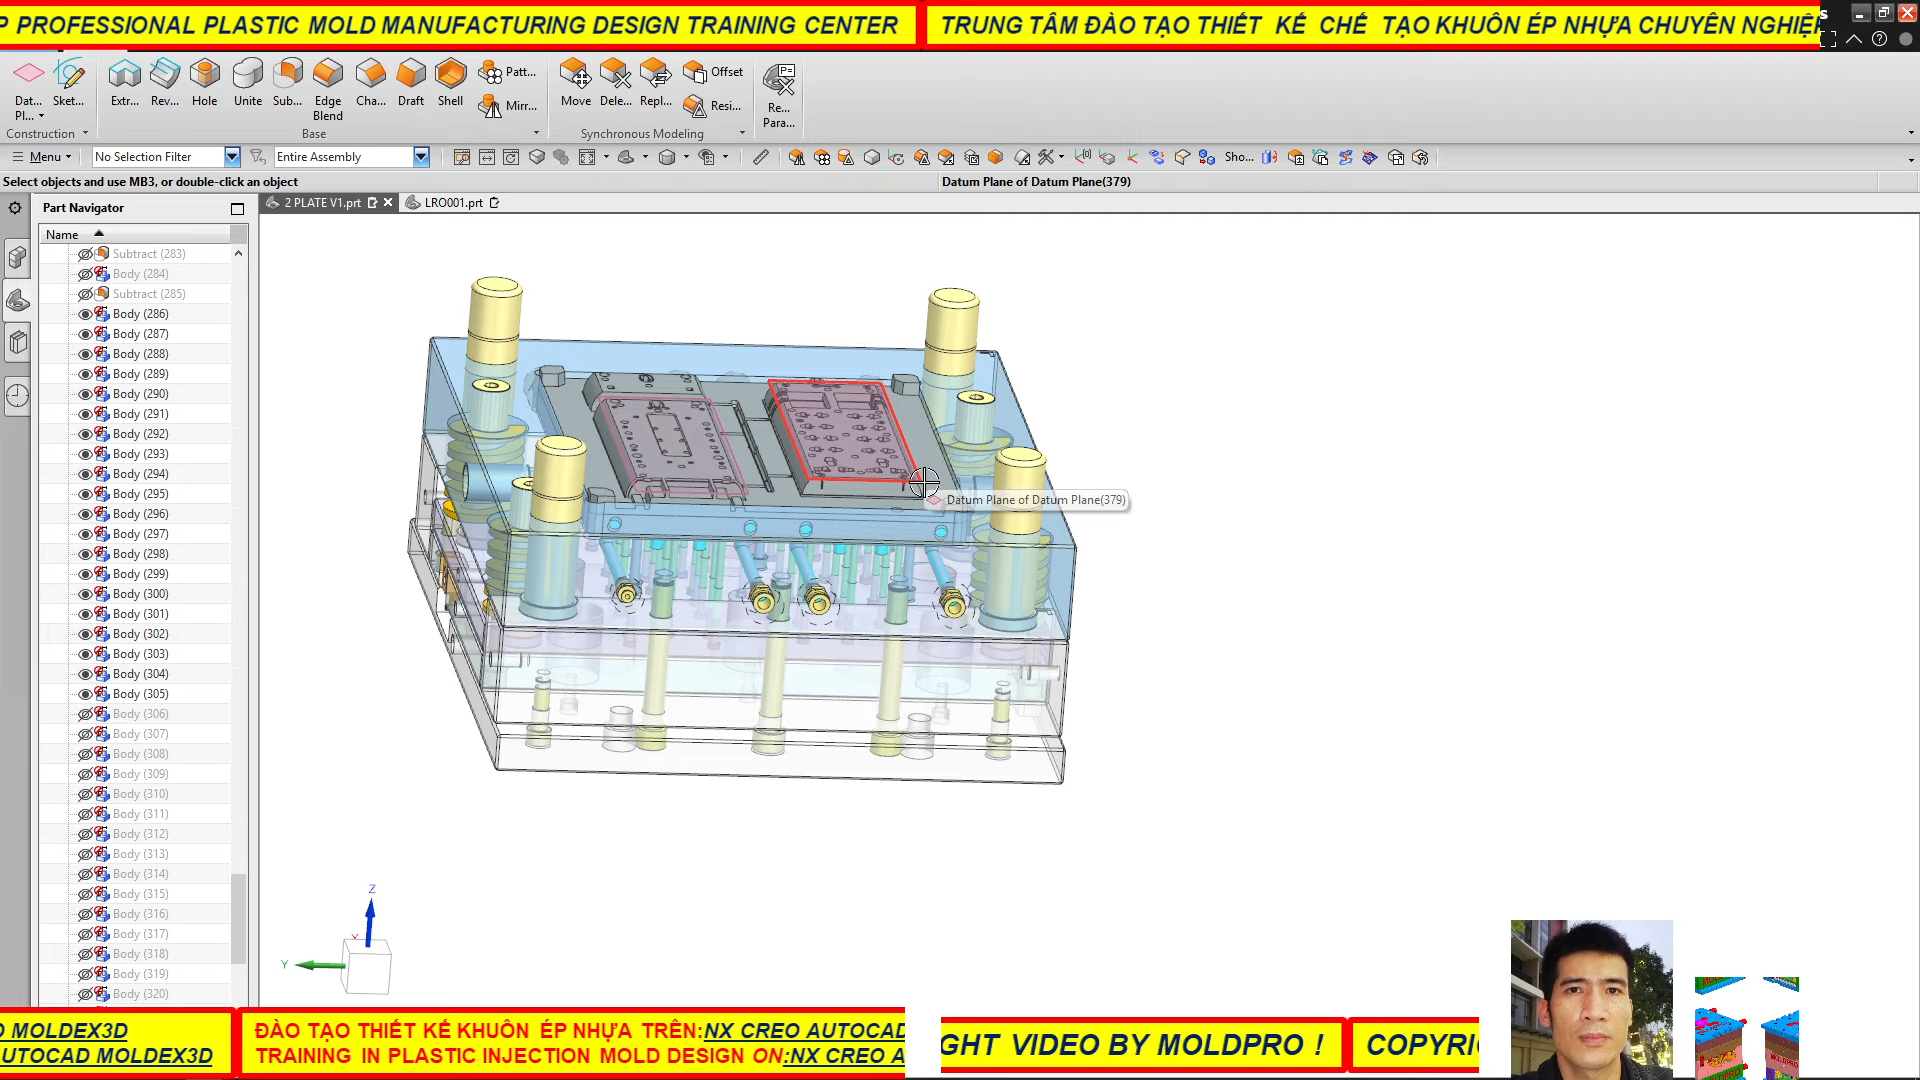 P PROFESSIONAL PLASTIC MOLD MANUFACTURING DESIGN TRAINING CENTER
TRUNG TÂM ĐÀO TẠO THIẾT KẾ CHẾ TẠO KHUÔN ÉP NHỰA CHUYÊN NGHIỆP
s
Dat... Pl...
Sket...
Extr...
Rev...
Hole
Unite
Sub...
Edge Blend
Cha...
Draft
Shell
Patt...
Mirr...
Move
Dele...
Repl...
Offset
Resi...
Re... Para...
Construction
Base
Synchronous Modeling
Menu
No Selection Filter
Entire Assembly
Sho...
Select objects and use MB3, or double-click an object
Datum Plane of Datum Plane(379)
Part Navigator
2 PLATE V1.prt
LRO001.prt
Name
Subtract (283)
Body (284)
Subtract (285)
Body (286)
Body (287)
Body (288)
Body (289)
Body (290)
Body (291)
Body (292)
Body (293)
Body (294)
Body (295)
Body (296)
Body (297)
Body (298)
Body (299)
Body (300)
Body (301)
Body (302)
Body (303)
Body (304)
Body (305)
Body (306)
Body (307)
Body (308)
Body (309)
Body (310)
Body (311)
Body (312)
Body (313)
Body (314)
Body (315)
Body (316)
Body (317)
Body (318)
Body (319)
Body (320)
Datum Plane of Datum Plane(379)
Z
Y
O MOLDEX3D
UTOCAD MOLDEX3D
ĐÀO TẠO THIẾT KẾ KHUÔN ÉP NHỰA TRÊN:NX CREO AUTOCAD
TRAINING IN PLASTIC INJECTION MOLD DESIGN ON:NX CREO A
GHT VIDEO BY MOLDPRO !
COPYRI